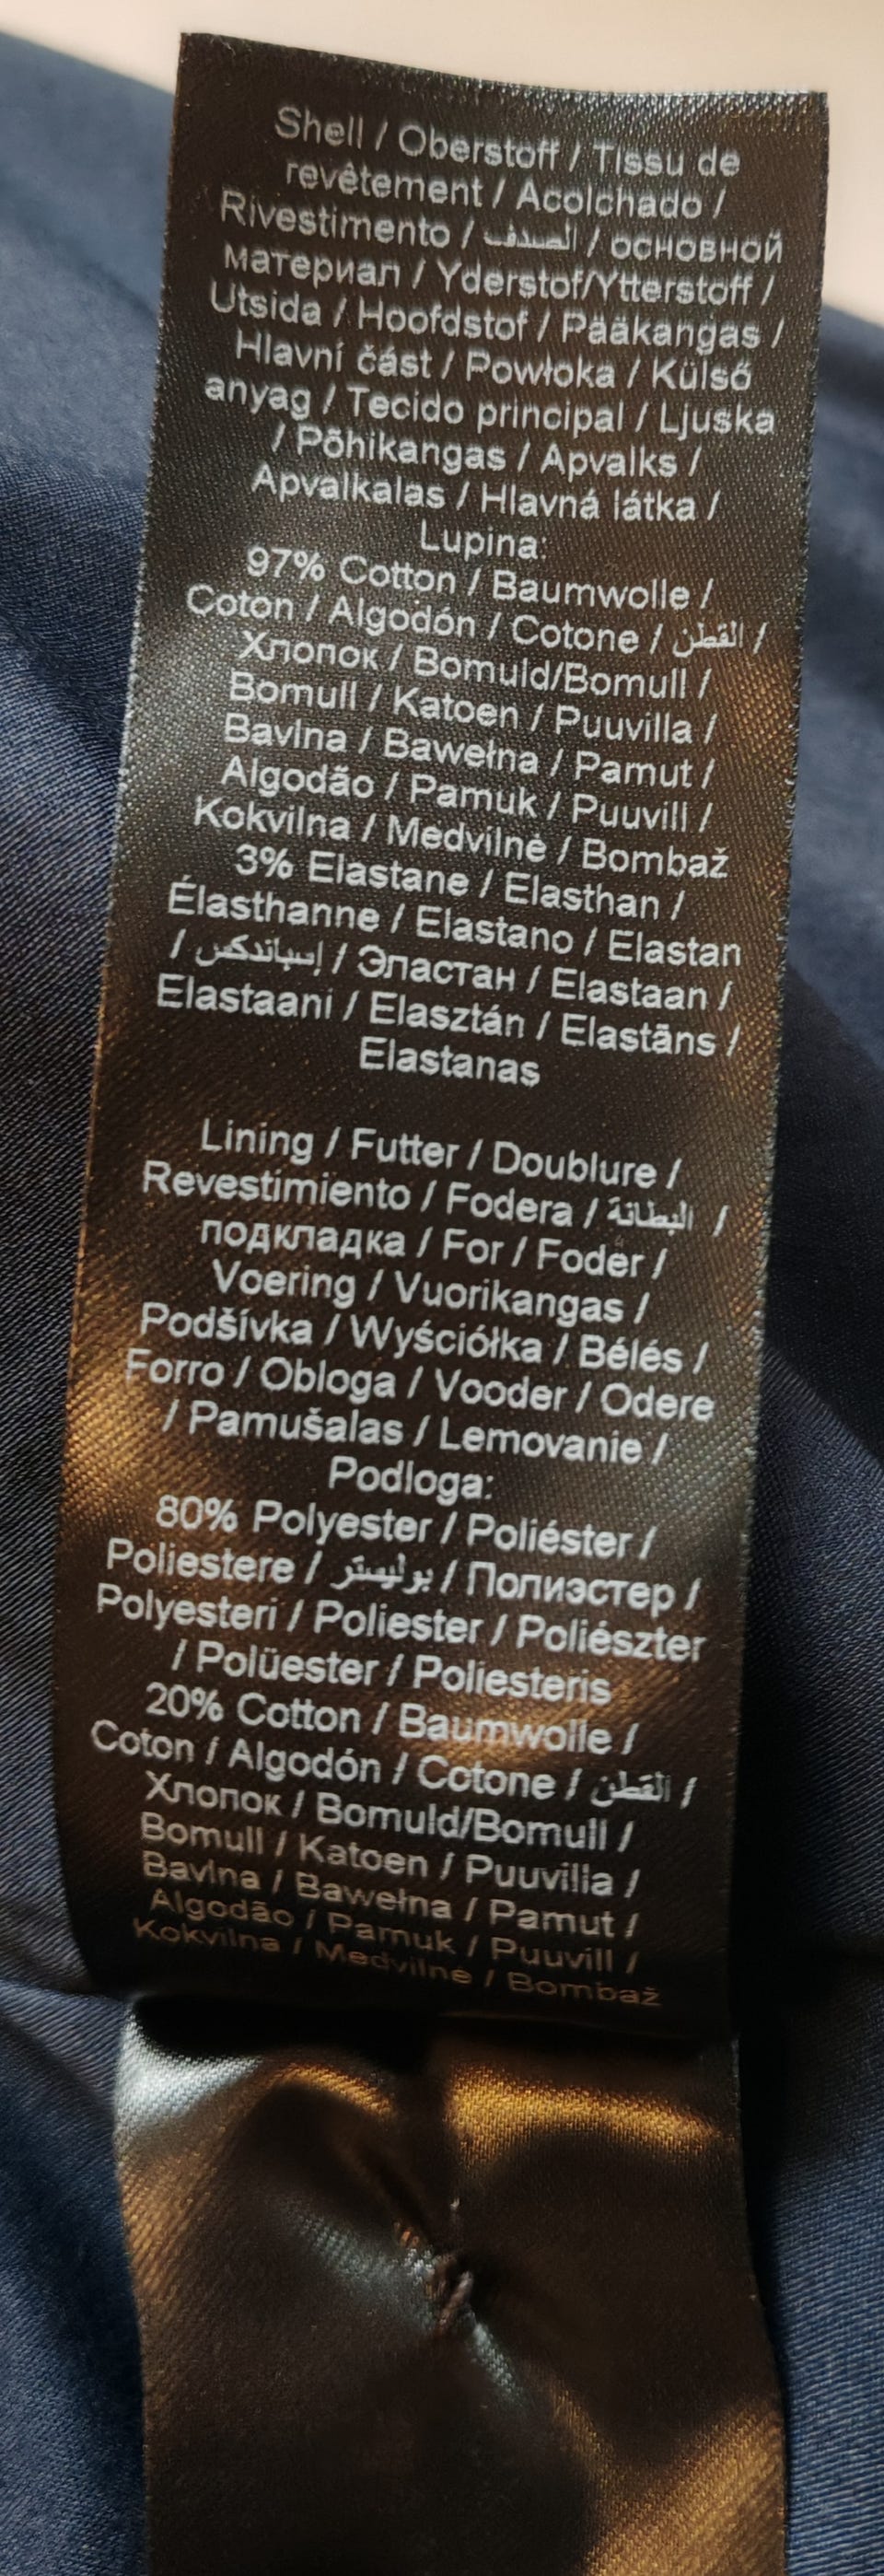 Shell / Oberstoff / Tissu de
revêtement / Acolchado /
Rivestimento / الصدف / основной
материал / Yderstof/Ytterstoff /
Utsida / Hoofdstof / Pääkangas /
Hlavní část / Powłoka / Külső
anyag / Tecido principal / Ljuska
/ Põhikangas / Apvalks /
Apvalkalas / Hlavná látka /
Lupina:
97% Cotton / Baumwolle /
Coton / Algodón / Cotone / القطن /
Хлопок / Bomuld/Bomull /
Bomull / Katoen / Puuvilla /
Bavlna / Bawełna / Pamut /
Algodão / Pamuk / Puuvill /
Kokvilna / Medvilnė / Bombaž
3% Elastane / Elasthan /
Élasthanne / Elastano / Elastan
/ إسباندكس / Эластан / Elastaan /
Elastaani / Elasztán / Elastāns /
Elastanas
Lining / Futter / Doublure /
Revestimiento / Fodera / البطانة /
подкладка / For / Foder /
Voering / Vuorikangas /
Podšívka / Wyściółka / Bélés /
Forro / Obloga / Vooder / Odere
/ Pamušalas / Lemovanie /
Podloga:
80% Polyester / Poliéster /
Poliestere / بوليستر / Полиэстер /
Polyesteri / Poliester / Poliészter
/ Polüester / Poliesteris
20% Cotton / Baumwolle /
Coton / Algodón / Cotone / القطن /
Хлопок / Bomuld/Bomull /
Bomull / Katoen / Puuvilla /
Bavlna / Bawełna / Pamut /
Algodão / Pamuk / Puuvill /
Kokvilna / Medvilnė / Bombaž